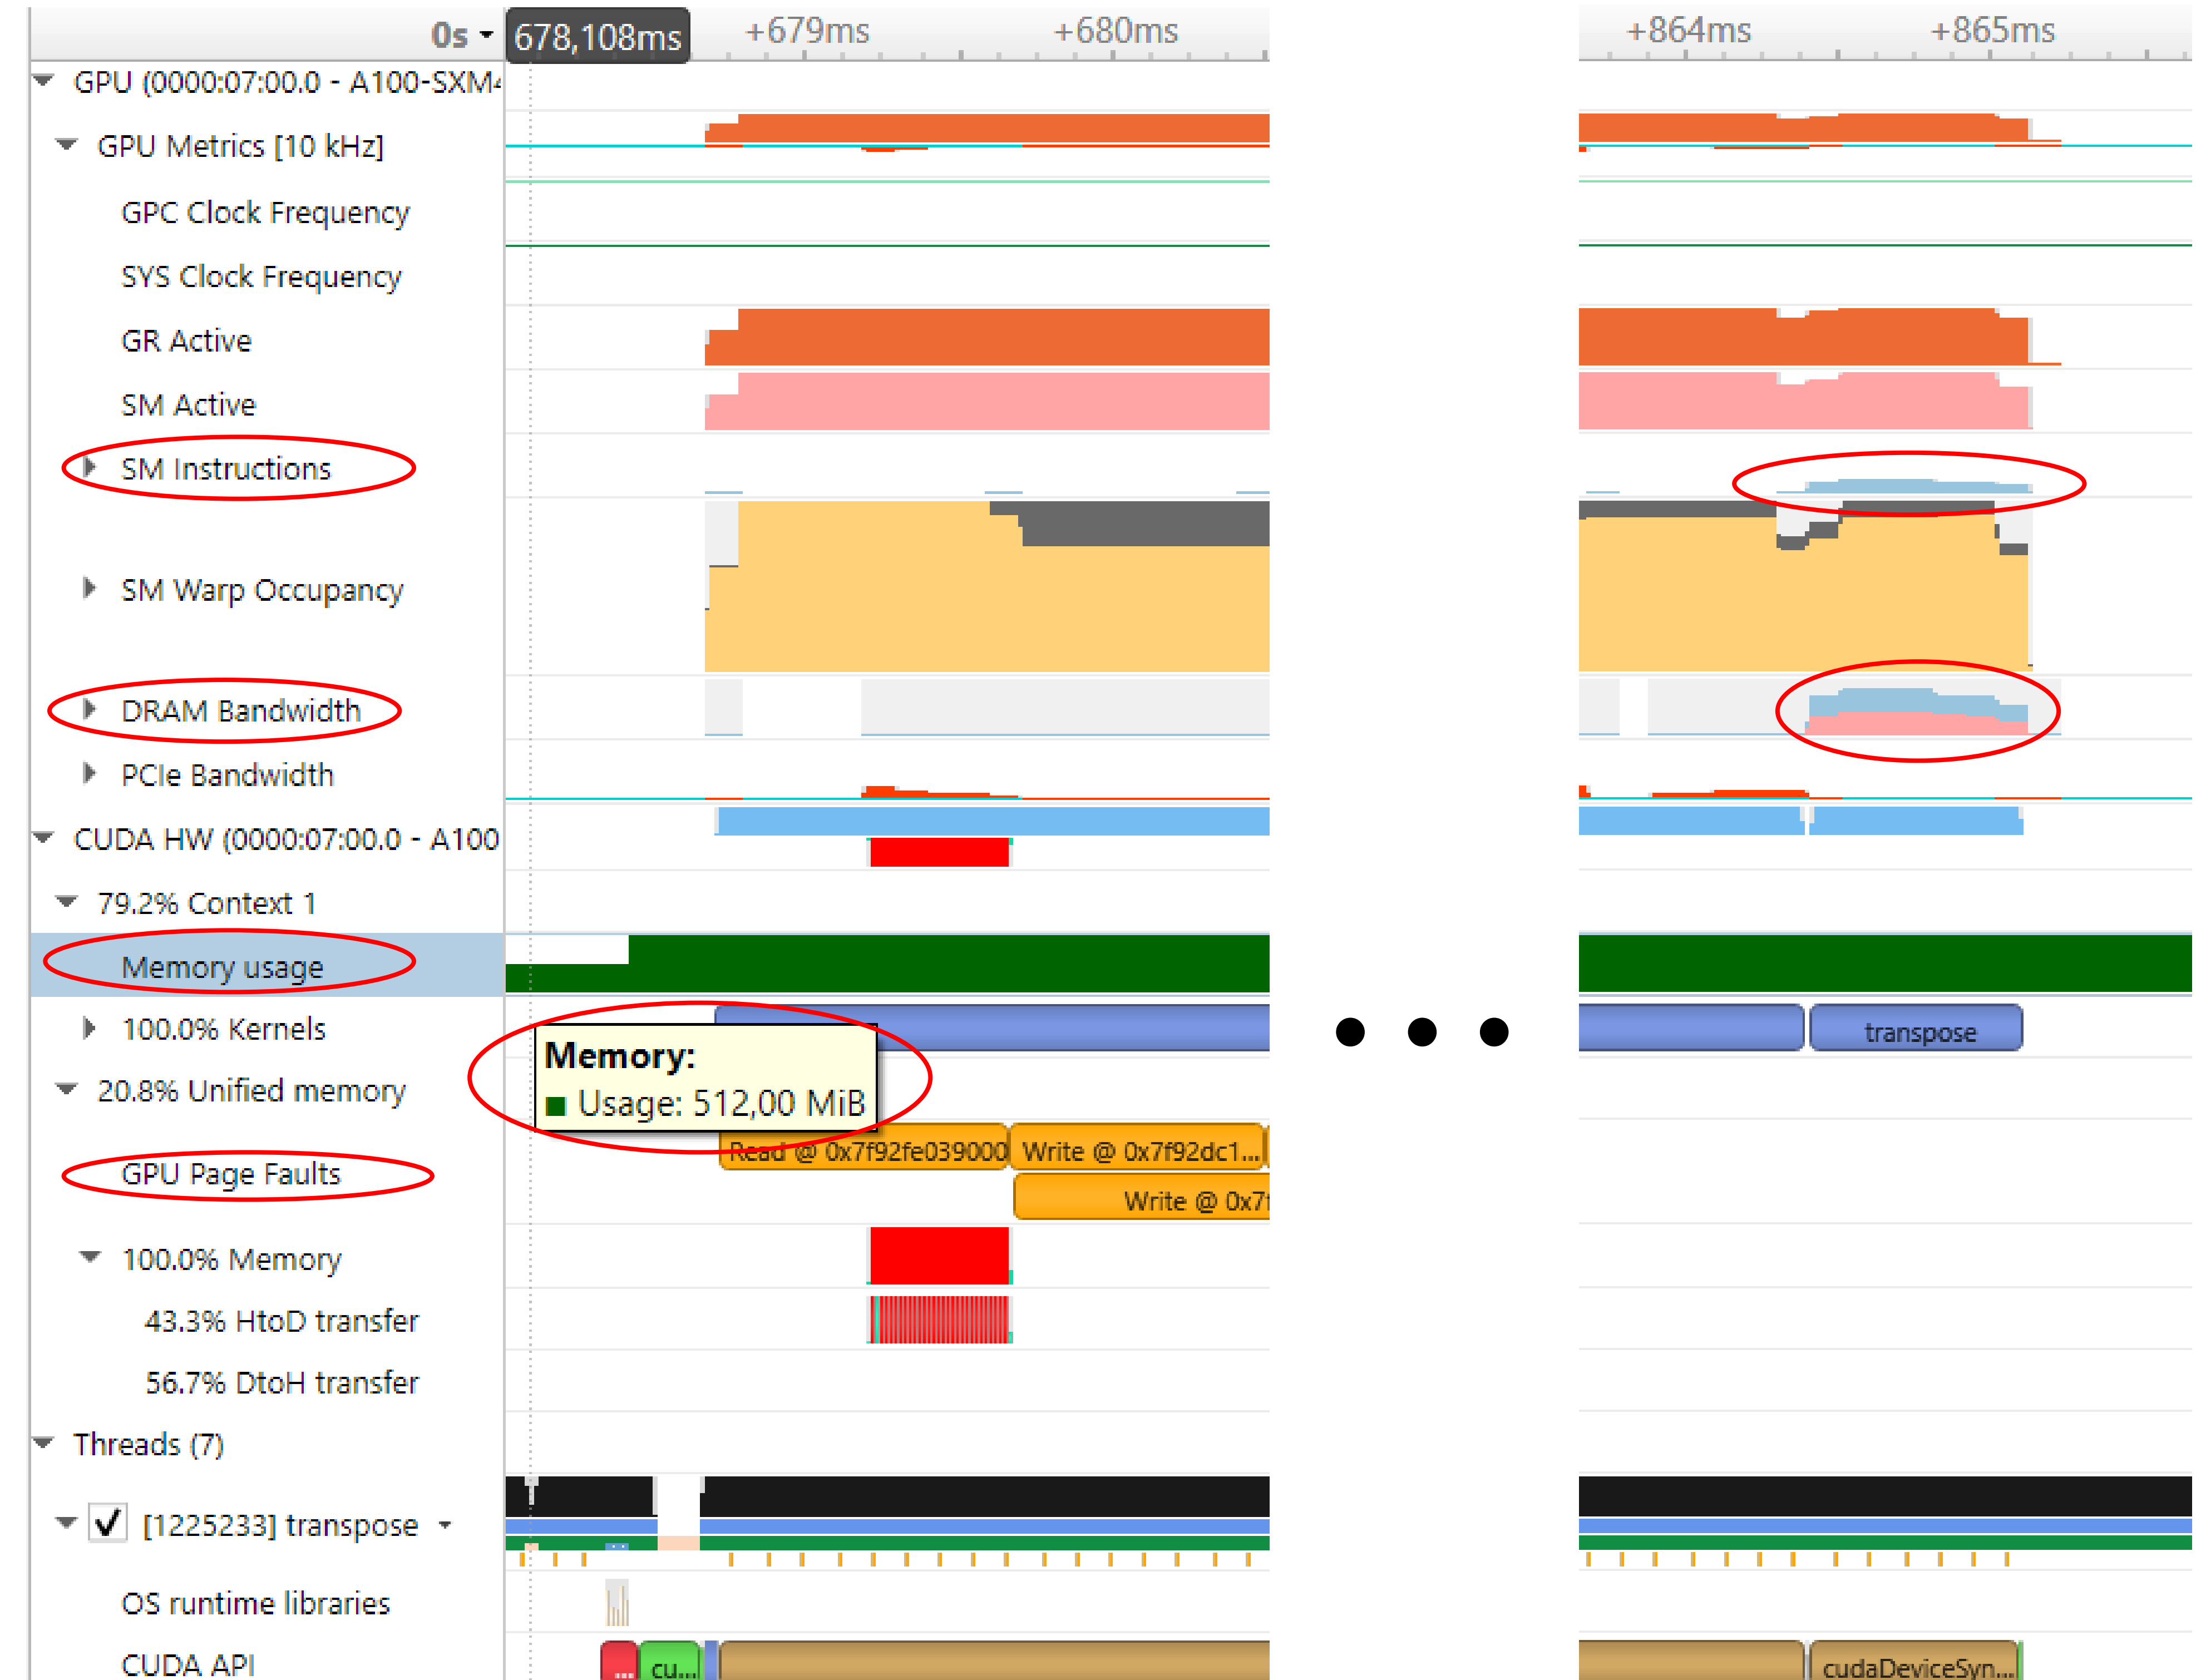 0s 678,108ms +679ms +680ms +864ms +865ms
GPU (0000:07:00.0 - A100-SXM4
GPU Metrics [10 kHz]
GPC Clock Frequency
SYS Clock Frequency
GR Active
SM Active
SM Instructions
SM Warp Occupancy
DRAM Bandwidth
PCIe Bandwidth
CUDA HW (0000:07:00.0 - A100
79.2% Context 1
Memory usage
100.0% Kernels
transpose
Memory:
Usage: 512,00 MiB
20.8% Unified memory
GPU Page Faults
Read @ 0x7f92fe039000 Write @ 0x7f92dc1...
Write @ 0x7f
100.0% Memory
43.3% HtoD transfer
56.7% DtoH transfer
Threads (7)
[1225233] transpose
OS runtime libraries
CUDA API
... cu... cudaDeviceSyn...